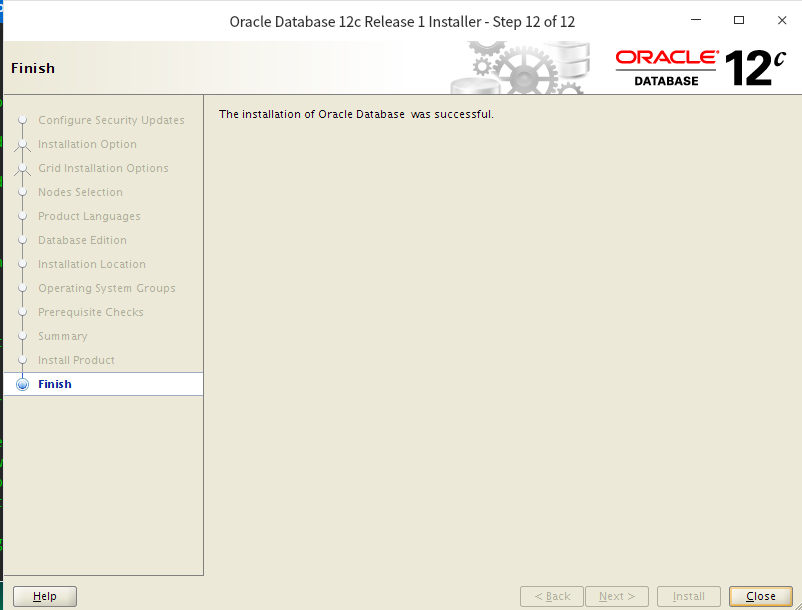 Oracle Database 12c Release 1 Installer - Step 12 of 12
Finish
ORACLE®
DATABASE
12c
Configure Security Updates
Installation Option
Grid Installation Options
Nodes Selection
Product Languages
Database Edition
Installation Location
Operating System Groups
Prerequisite Checks
Summary
Install Product
Finish
The installation of Oracle Database was successful.
Help
< Back
Next >
Install
Close